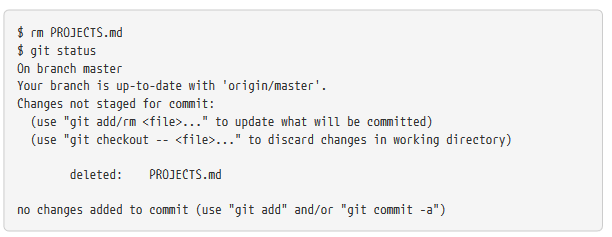 $ rm PROJECTS.md
$ git status
On branch master
Your branch is up-to-date with 'origin/master'.
Changes not staged for commit:
  (use "git add/rm <file>..." to update what will be committed)
  (use "git checkout -- <file>..." to discard changes in working directory)

        deleted:    PROJECTS.md

no changes added to commit (use "git add" and/or "git commit -a")